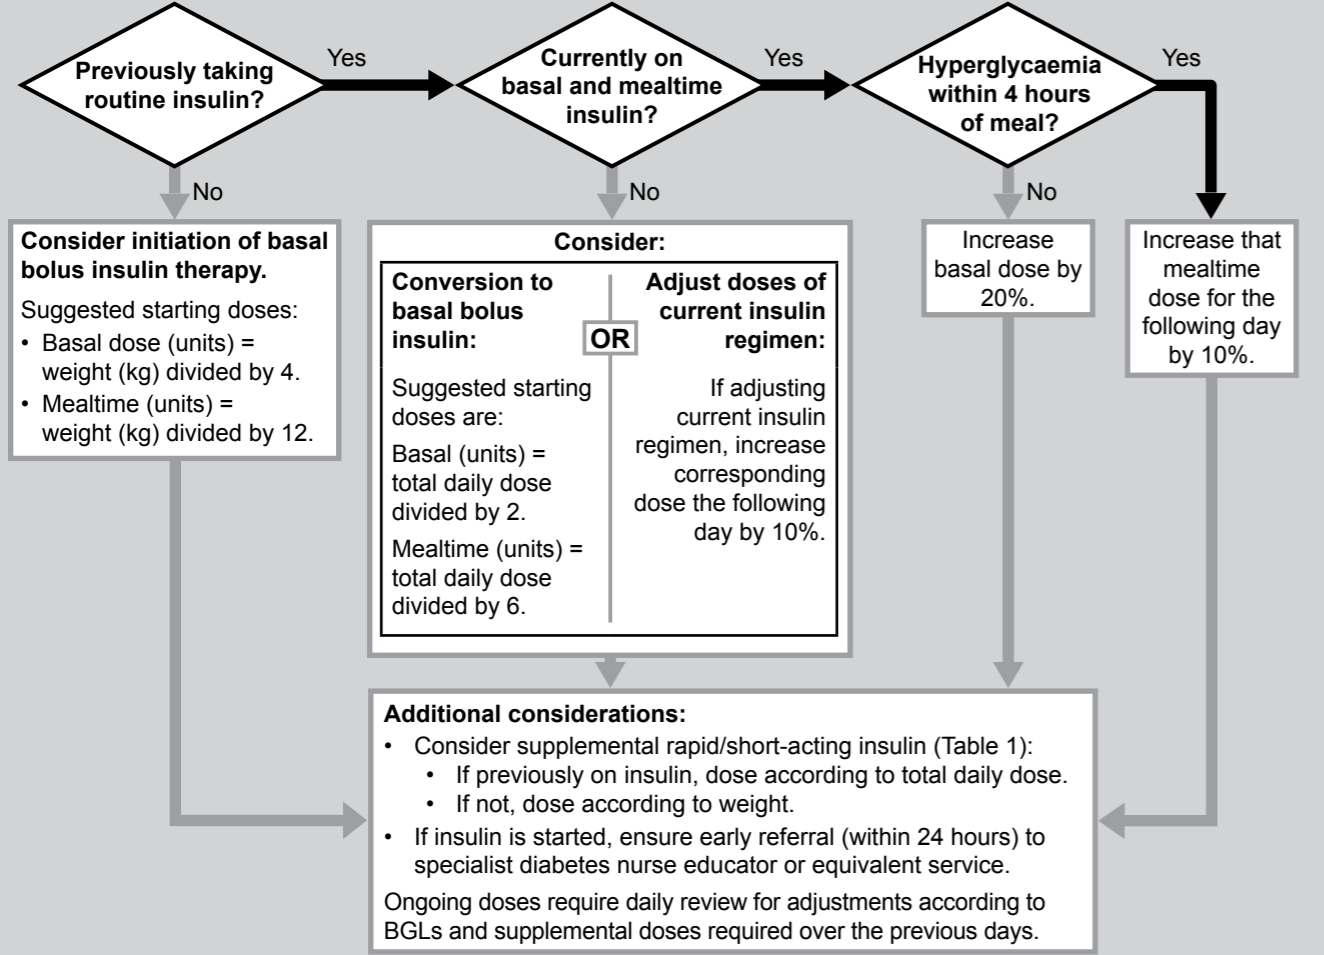 Previously taking
routine insulin?
Yes
No
Currently on
basal and mealtime
insulin?
Yes
No
Hyperglycaemia
within 4 hours
of meal?
Yes
No
Consider initiation of basal
bolus insulin therapy.
Suggested starting doses:
• Basal dose (units) =
weight (kg) divided by 4.
• Mealtime (units) =
weight (kg) divided by 12.
Consider:
Conversion to
basal bolus
insulin:
Suggested starting
doses are:
Basal (units) =
total daily dose
divided by 2.
Mealtime (units) =
total daily dose
divided by 6.
OR
Adjust doses of
current insulin
regimen:
If adjusting
current insulin
regimen, increase
corresponding
dose the following
day by 10%.
Increase
basal dose by
20%.
Increase that
mealtime
dose for the
following day
by 10%.
Additional considerations:
• Consider supplemental rapid/short-acting insulin (Table 1):
• If previously on insulin, dose according to total daily dose.
• If not, dose according to weight.
• If insulin is started, ensure early referral (within 24 hours) to
specialist diabetes nurse educator or equivalent service.
Ongoing doses require daily review for adjustments according to
BGLs and supplemental doses required over the previous days.